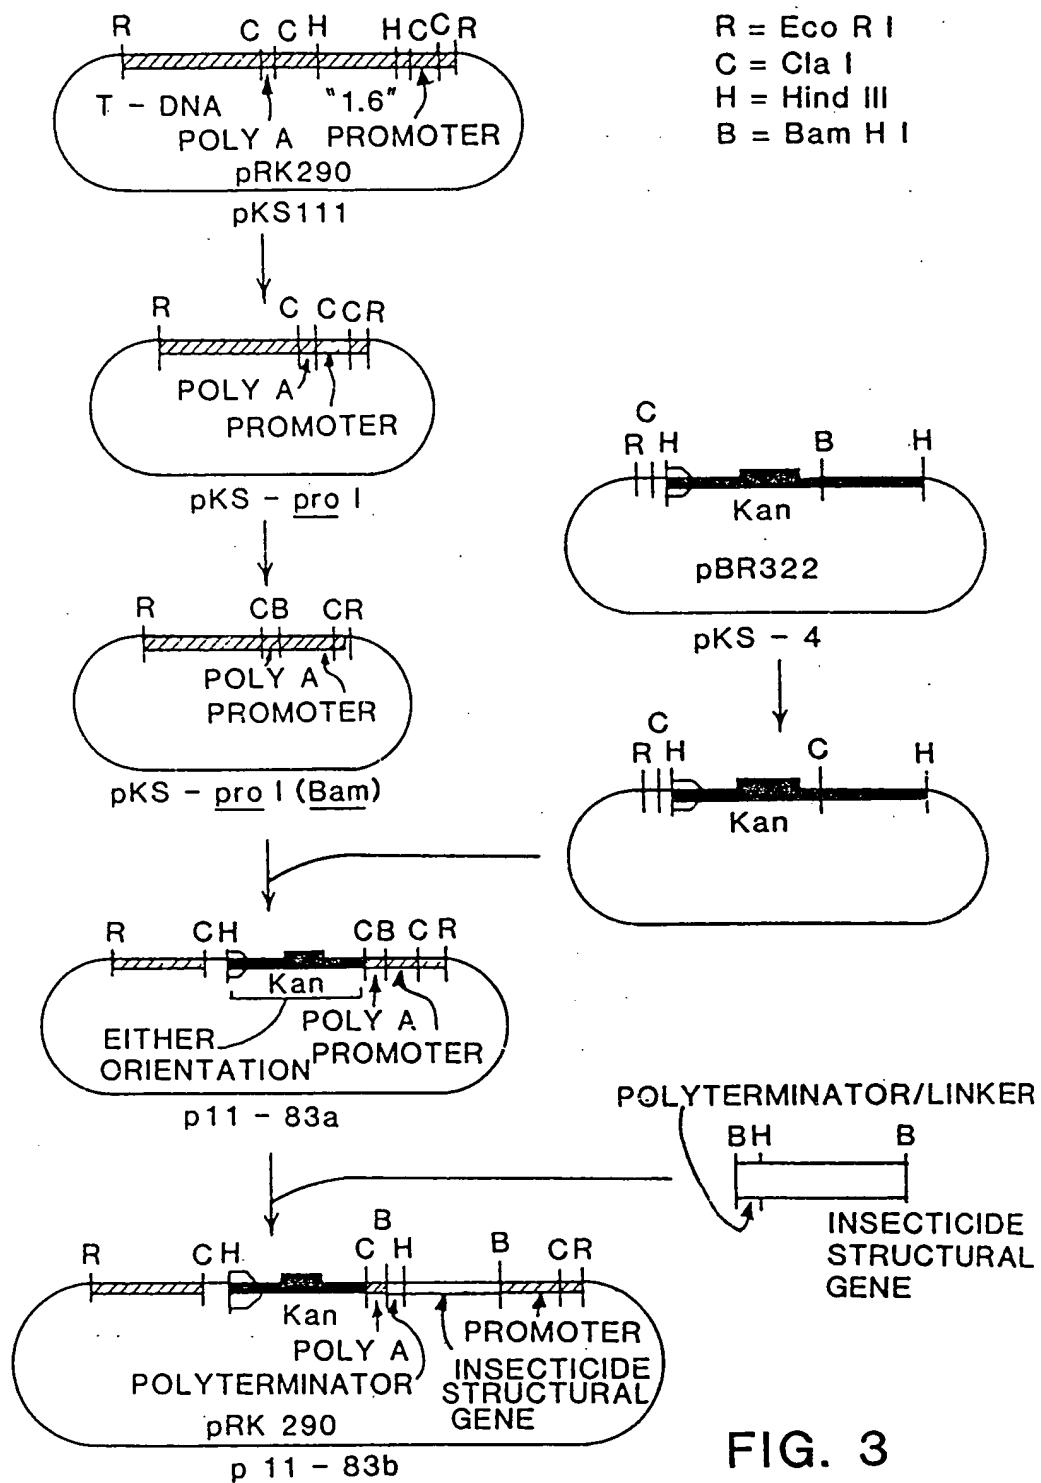 R C C H H C C R
T - DNA "1.6"
POLY A PROMOTER
pRK290
pKS111
R = Eco R I
C = Cla I
H = Hind III
B = Bam H I
R C C C R
POLY A
PROMOTER
pKS - pro I
R C B C R
POLY A
PROMOTER
pKS - pro I (Bam)
C
R H B H
Kan
pBR322
pKS - 4
C
R H C H
Kan
R C H C B C R
Kan
POLY A
EITHER PROMOTER
ORIENTATION
p11 - 83a
POLYTERMINATOR/LINKER
B H B
INSECTICIDE
STRUCTURAL
GENE
B
R C H C H B C R
Kan
PROMOTER
POLY A
INSECTICIDE
POLYTERMINATOR
STRUCTURAL
GENE
pRK 290
p 11 - 83b
FIG. 3